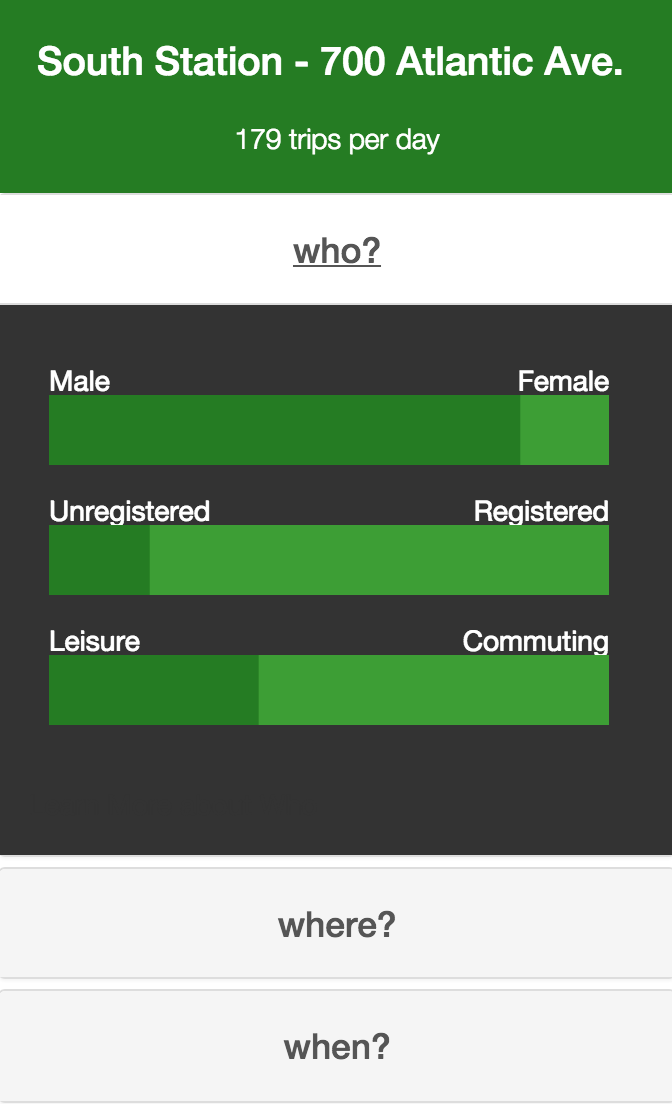 South Station - 700 Atlantic Ave.
179 trips per day
who?
Male Female
Unregistered Registered
Leisure Commuting
where?
when?